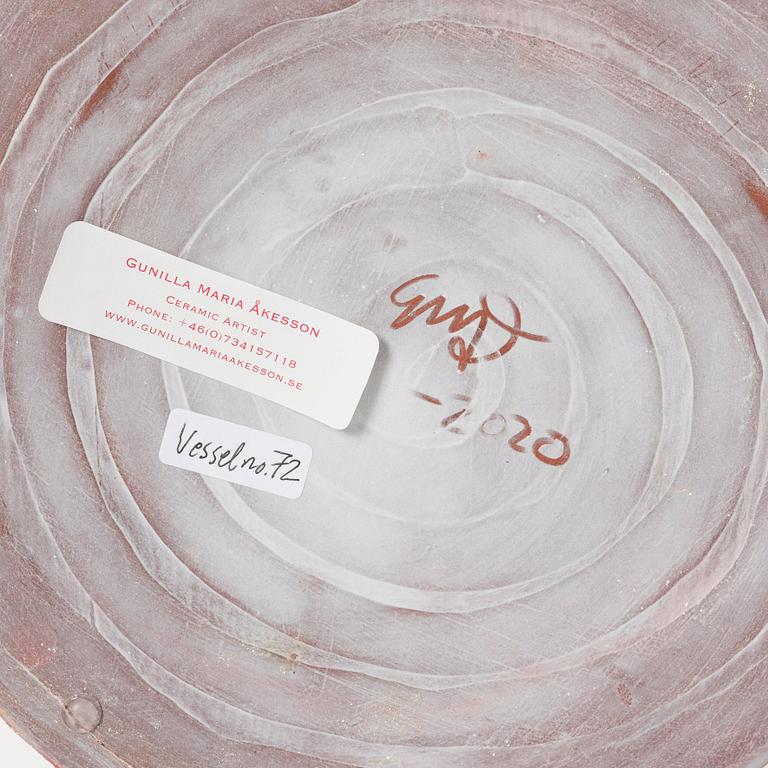 GUNILLA MARIA ÅKESSON
CERAMIC ARTIST
PHONE: +46(0)734157118
WWW.GUNILLAMARIAAKESSON.SE
Vessel no. 72
-2020